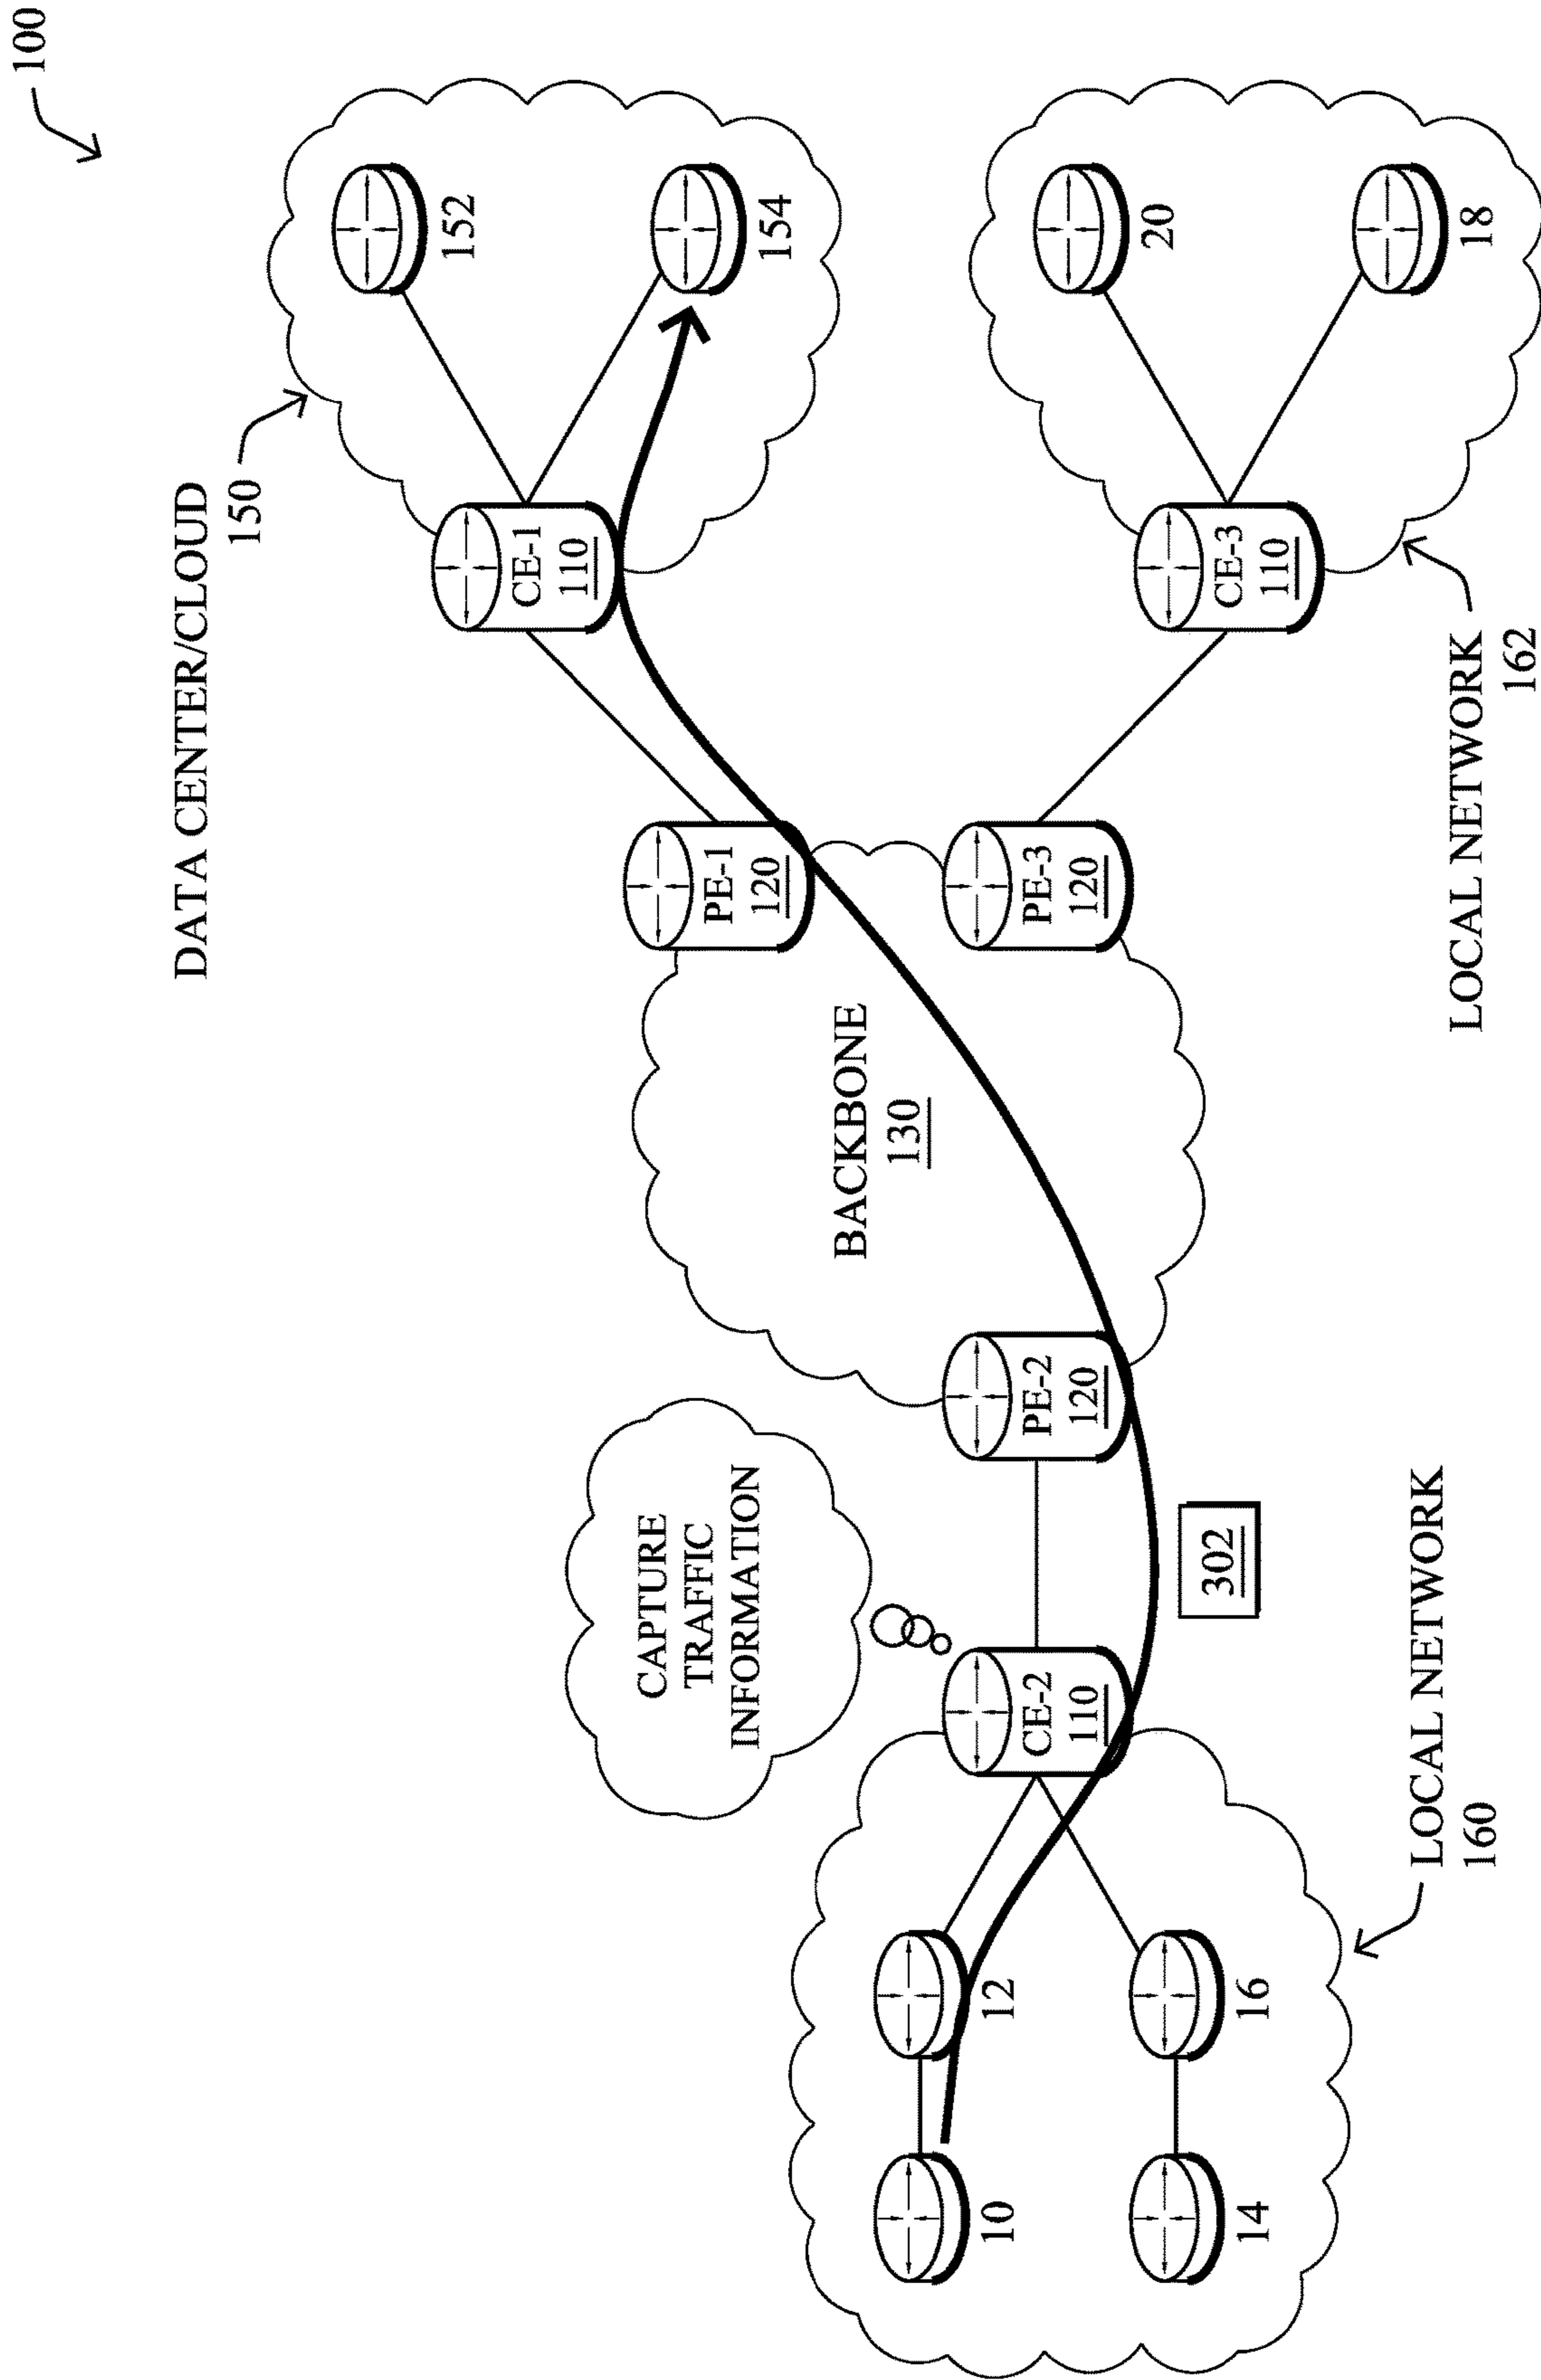 100
DATA CENTER/CLOUD
150
152
154
CE-1
110
PE-1
120
BACKBONE
130
CAPTURE
TRAFFIC
INFORMATION
10
12
14
16
CE-2
110
PE-2
120
302
PE-3
120
CE-3
110
20
18
LOCAL NETWORK
160
LOCAL NETWORK
162